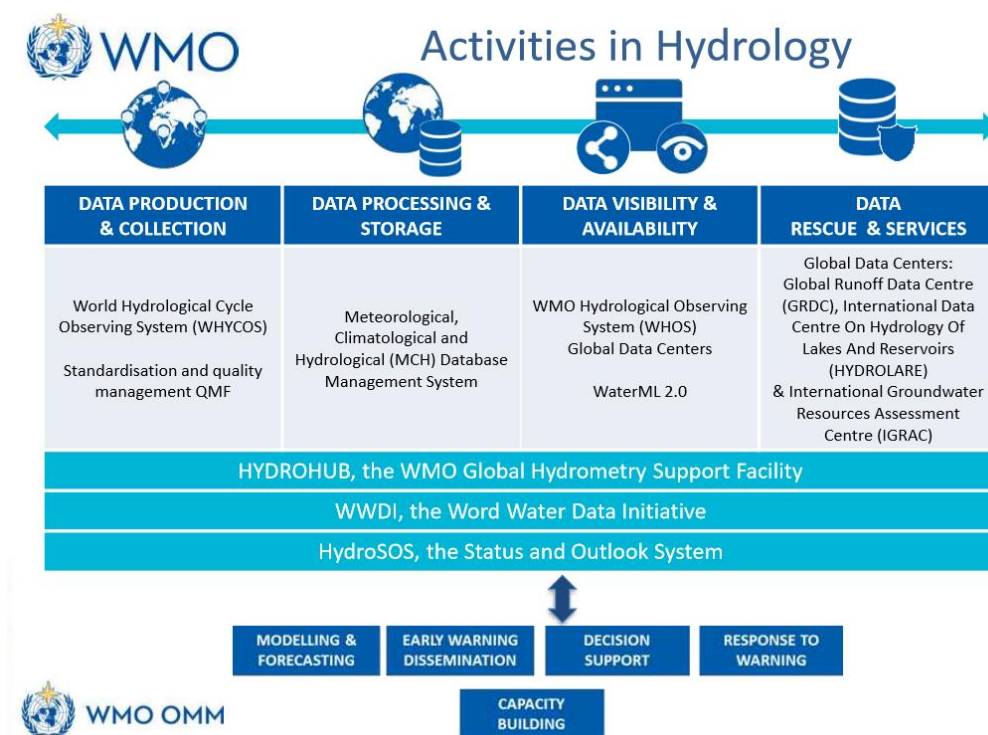 WMO
Activities in Hydrology
DATA PRODUCTION
& COLLECTION
World Hydrological Cycle
Observing System (WHYCOS)
Standardisation and quality
management QMF
DATA PROCESSING &
STORAGE
Meteorological,
Climatological and
Hydrological (MCH) Database
Management System
DATA VISIBILITY &
AVAILABILITY
WMO Hydrological Observing
System (WHOS)
Global Data Centers
WaterML 2.0
DATA
RESCUE & SERVICES
Global Data Centers:
Global Runoff Data Centre
(GRDC), International Data
Centre On Hydrology Of
Lakes And Reservoirs
(HYDROLARE)
& International Groundwater
Resources Assessment
Centre (IGRAC)
HYDROHUB, the WMO Global Hydrometry Support Facility
WWDI, the Word Water Data Initiative
HydroSOS, the Status and Outlook System
MODELLING &
FORECASTING
EARLY WARNING
DISSEMINATION
DECISION
SUPPORT
RESPONSE TO
WARNING
CAPACITY
BUILDING
WMO OMM